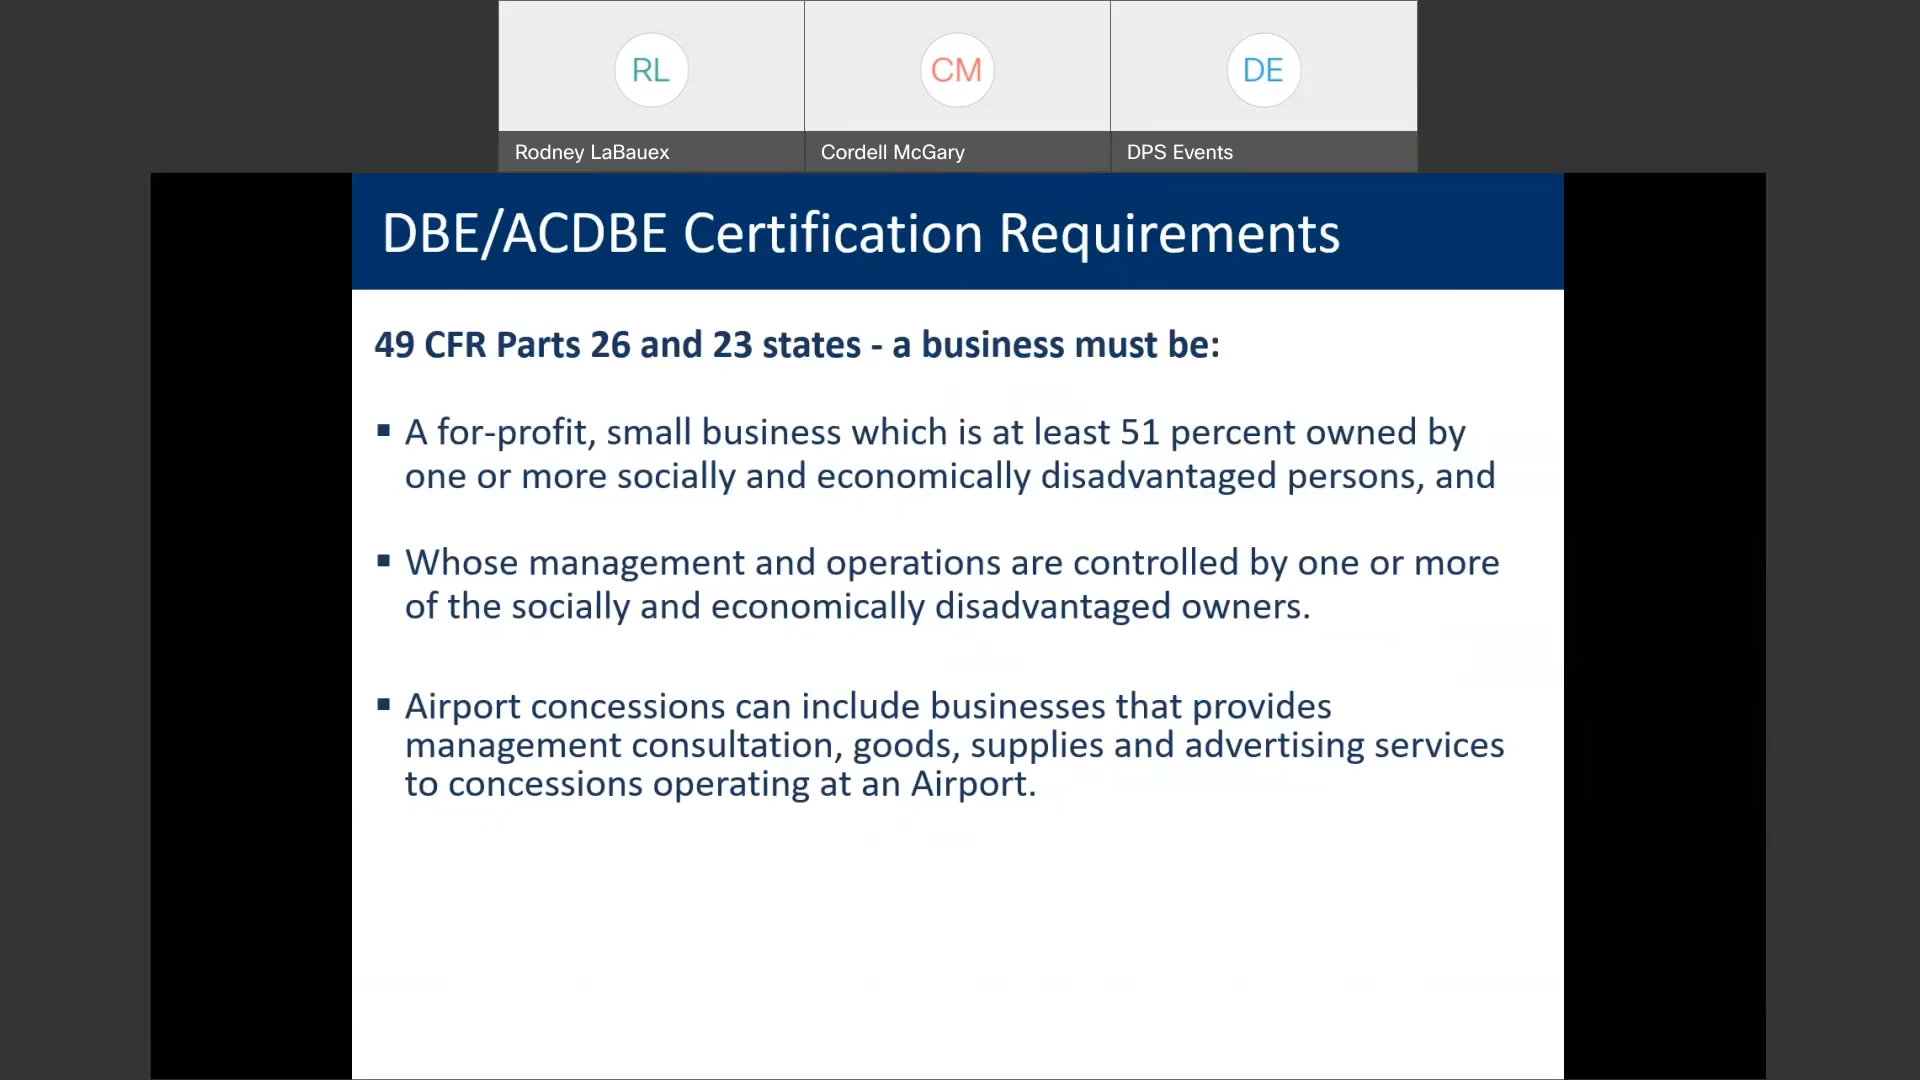 RL
CM
DE
Rodney LaBauex
Cordell McGary
DPS Events
DBE/ACDBE Certification Requirements
49 CFR Parts 26 and 23 states - a business must be:
▪ A for-profit, small business which is at least 51 percent owned by
one or more socially and economically disadvantaged persons, and
▪ Whose management and operations are controlled by one or more
of the socially and economically disadvantaged owners.
▪ Airport concessions can include businesses that provides
management consultation, goods, supplies and advertising services
to concessions operating at an Airport.